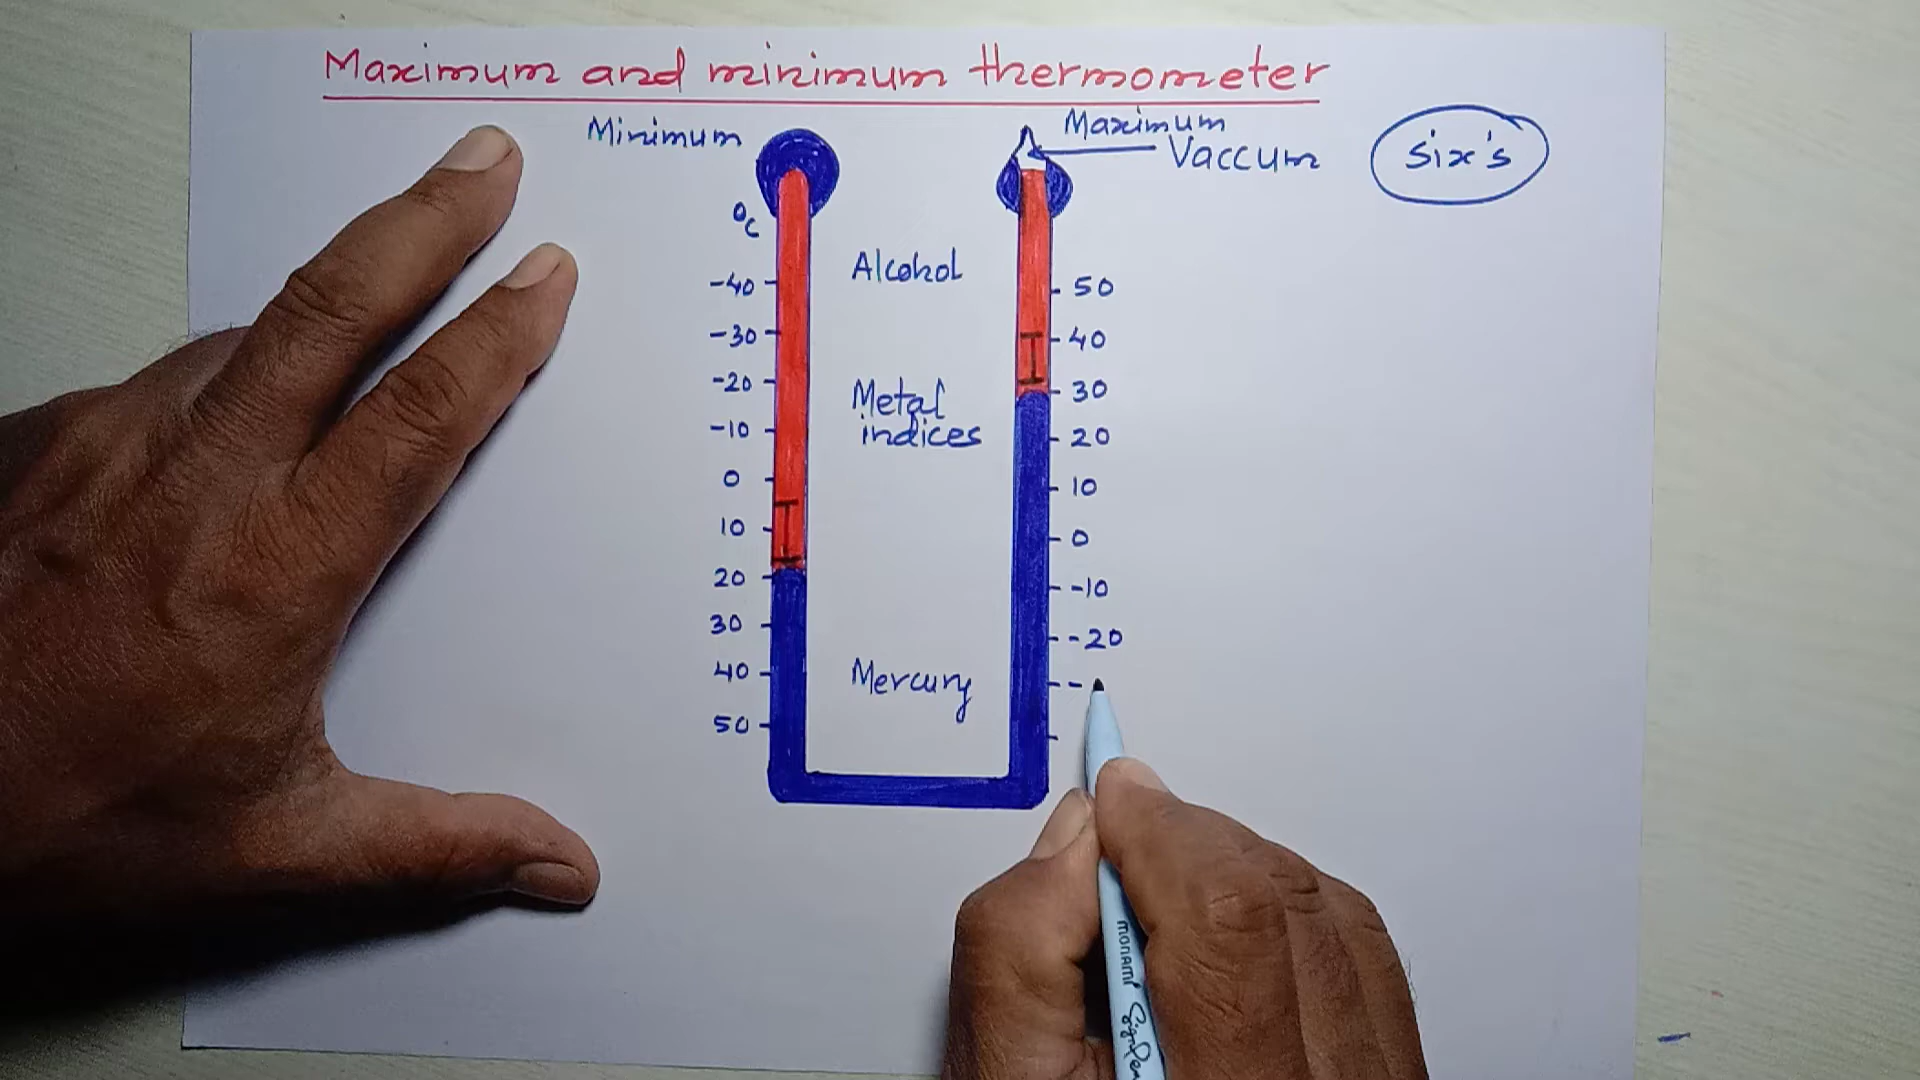 Maximum and minimum thermometer
Minimum
Maximum
Vaccum
Six's
°C
Alcohol
-40
-30
-20
-10
0
10
20
30
40
50
Metal
indices
Mercury
50
40
30
20
10
0
-10
-20
-
MONAMI SignPen